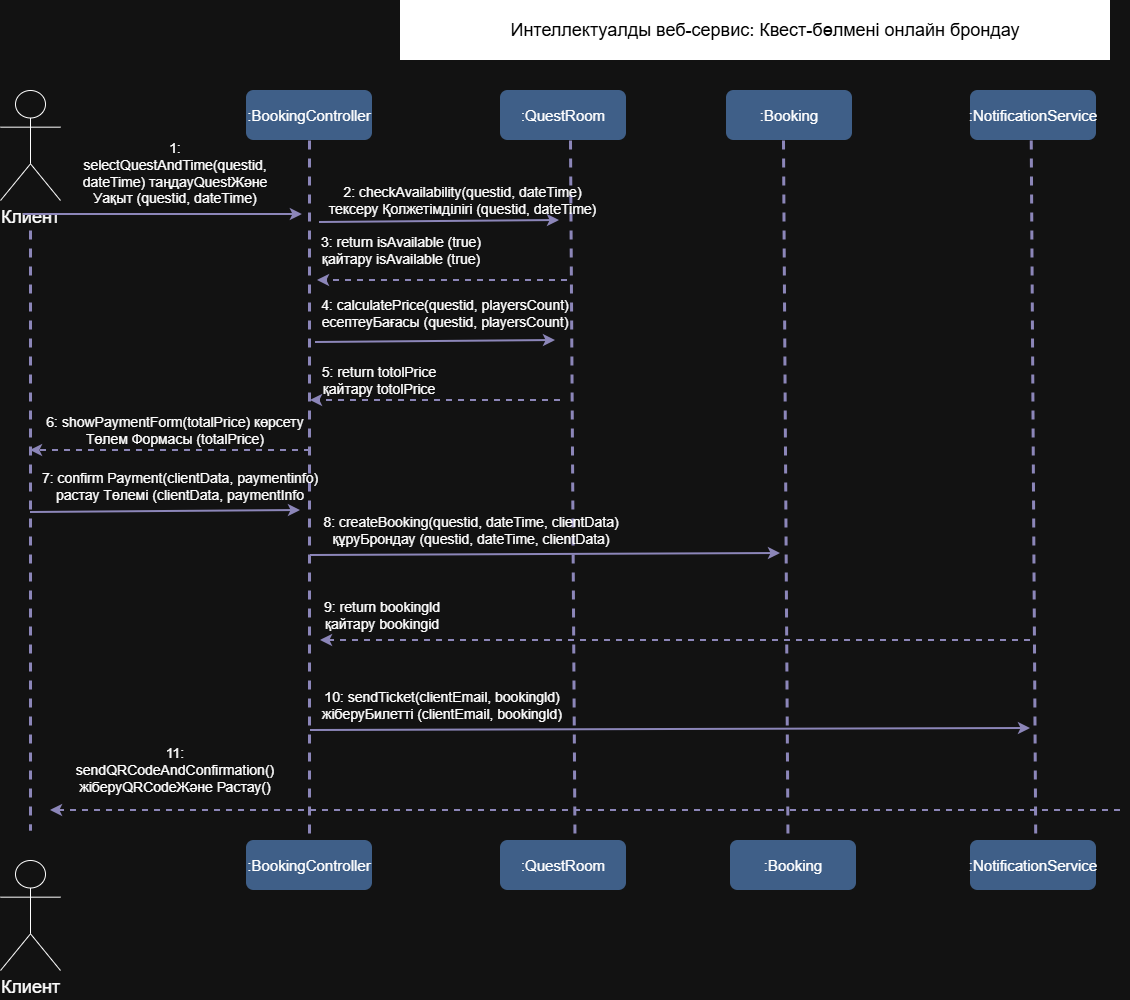 Интеллектуалды веб-сервис: Квест-бөлмені онлайн брондау
:BookingController
:QuestRoom
:Booking
:NotificationService
Клиент
1:
selectQuestAndTime(questid,
dateTime) таңдауQuestЖәне
Уақыт (questid, dateTime)
2: checkAvailability(questid, dateTime)
тексеру Қолжетімділігі (questid, dateTime)
3: return isAvailable (true)
қайтару isAvailable (true)
4: calculatePrice(questid, playersCount)
есептеуБағасы (questid, playersCount)
5: return totolPrice
қайтару totolPrice
6: showPaymentForm(totalPrice) көрсету
Төлем Формасы (totalPrice)
7: confirm Payment(clientData, paymentinfo)
растау Төлемі (clientData, paymentInfo
8: createBooking(questid, dateTime, clientData)
құруБрондау (questid, dateTime, clientData)
9: return bookingId
қайтару bookingid
10: sendTicket(clientEmail, bookingId)
жіберуБилетті (clientEmail, bookingId)
11:
sendQRCodeAndConfirmation()
жіберуQRCodeЖәне Растау()
:BookingController
:QuestRoom
:Booking
:NotificationService
Клиент